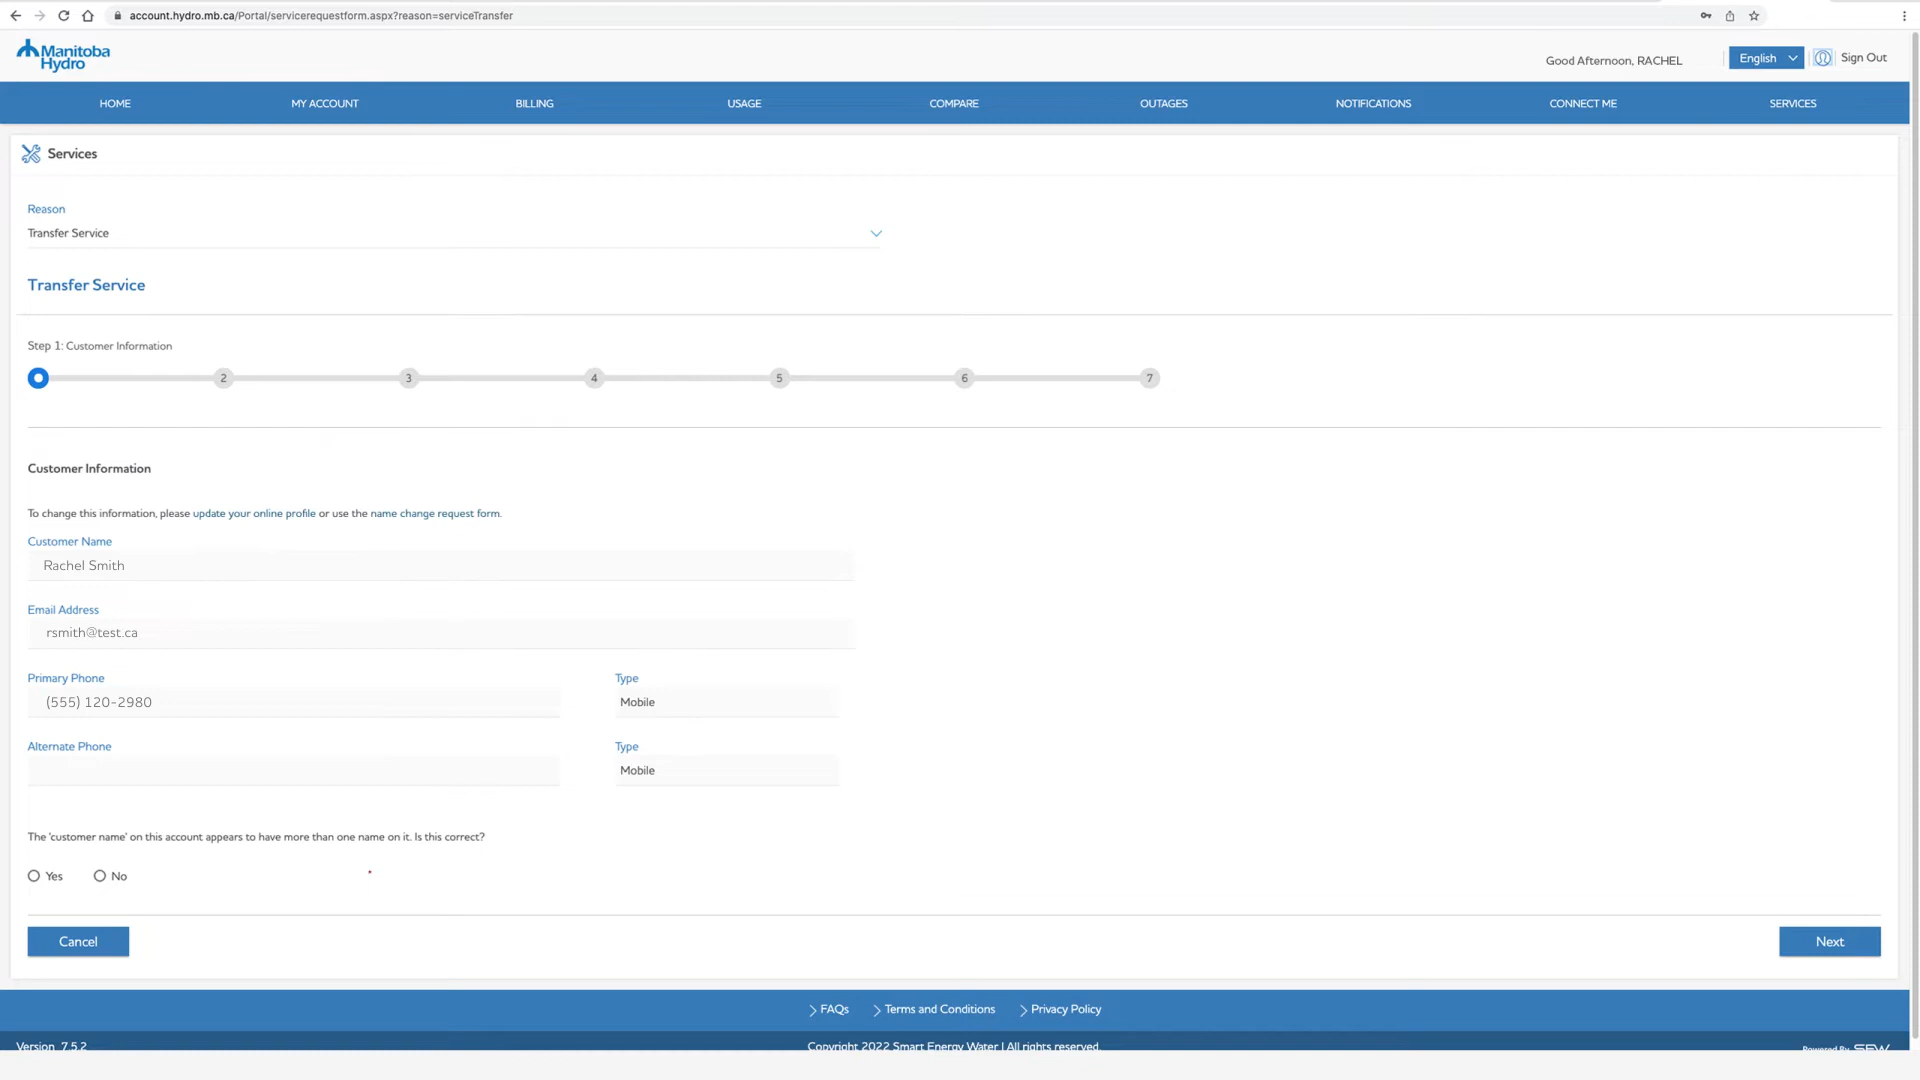 account.hydro.mb.ca/Portal/servicerequestform.aspx?reason=serviceTransfer
Manitoba
Hydro
Good Afternoon, RACHEL
English
Sign Out
HOME
MY ACCOUNT
BILLING
USAGE
COMPARE
OUTAGES
NOTIFICATIONS
CONNECT ME
SERVICES
Services
Reason
Transfer Service
Transfer Service
Step 1: Customer Information
2
3
4
5
6
7
Customer Information
To change this information, please update your online profile or use the name change request form.
Customer Name
Rachel Smith
Email Address
rsmith@test.ca
Primary Phone
Type
(555) 120-2980
Mobile
Alternate Phone
Type
Mobile
The 'customer name' on this account appears to have more than one name on it. Is this correct?
Yes
No
*
Cancel
Next
FAQs
Terms and Conditions
Privacy Policy
Version 7.5.2
Copyright 2022 Smart Energy Water | All rights reserved.
Powered By SEW